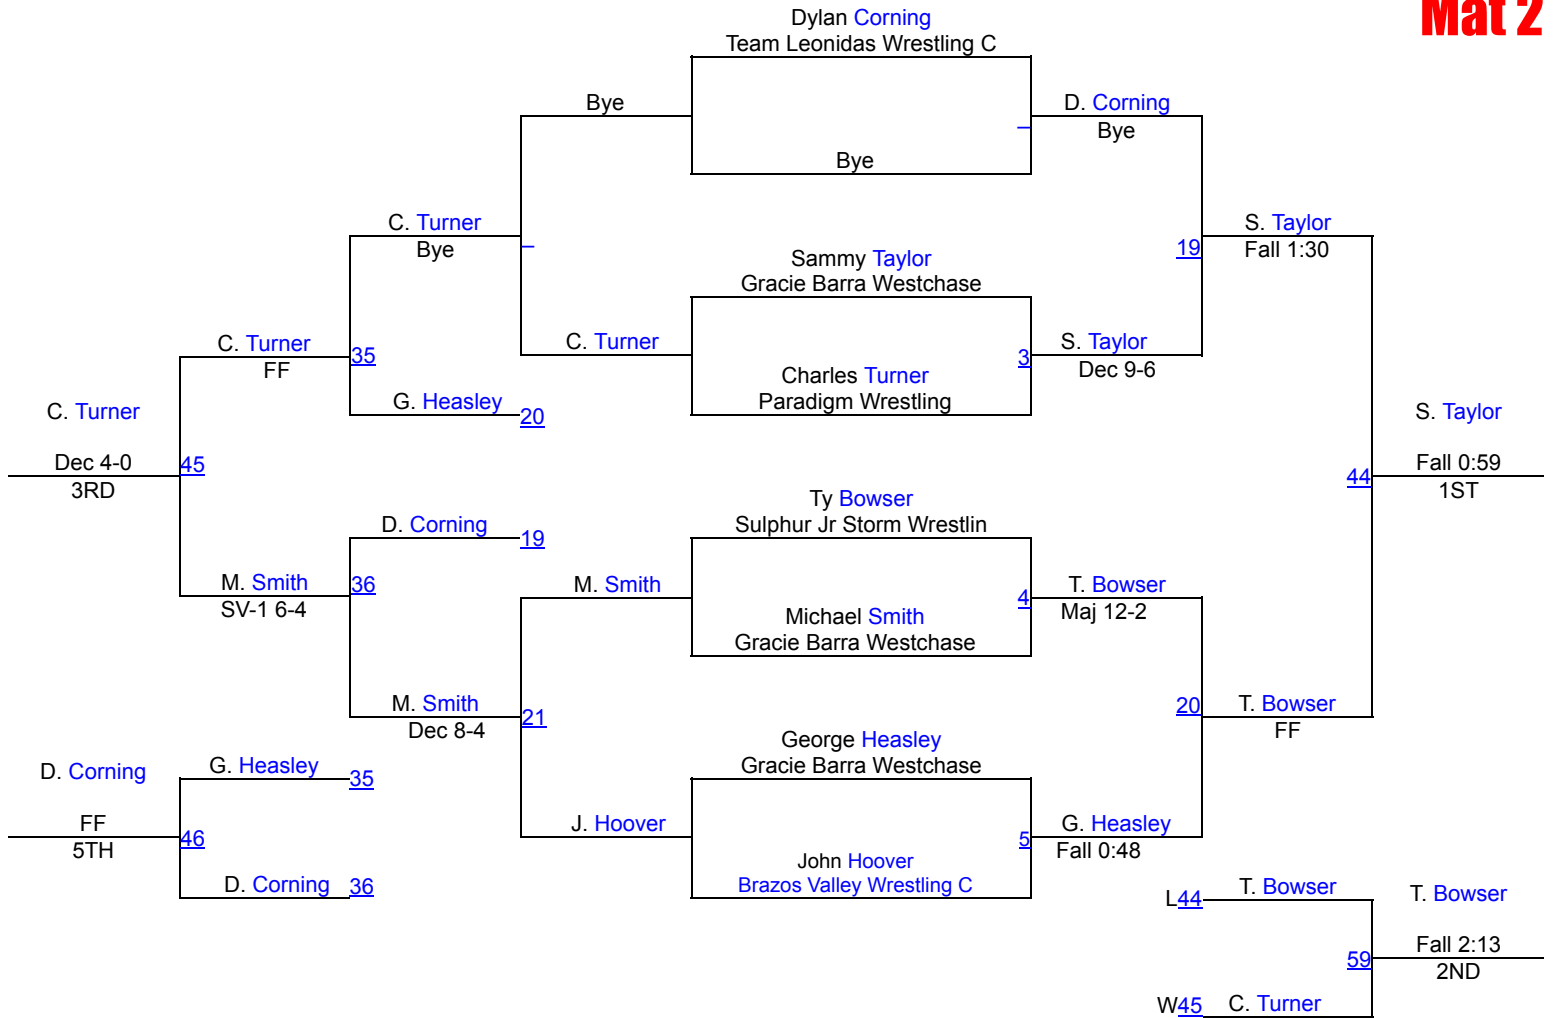 Mat 2
Dylan Corning
Team Leonidas Wrestling C
Bye
D. Corning
–
Bye
Bye
C. Turner
Bye
–
S. Taylor
19
Fall 1:30
Sammy Taylor
Gracie Barra Westchase
C. Turner
FF
35
C. Turner
S. Taylor
3
Dec 9-6
Charles Turner
Paradigm Wrestling
G. Heasley
20
C. Turner
Dec 4-0
45
3RD
S. Taylor
Fall 0:59
44
1ST
Ty Bowser
Sulphur Jr Storm Wrestlin
D. Corning
19
M. Smith
36
SV-1 6-4
M. Smith
T. Bowser
4
Maj 12-2
Michael Smith
Gracie Barra Westchase
M. Smith
21
Dec 8-4
20
T. Bowser
FF
George Heasley
Gracie Barra Westchase
D. Corning
G. Heasley
35
FF
46
5TH
J. Hoover
G. Heasley
5
Fall 0:48
John Hoover
Brazos Valley Wrestling C
D. Corning
36
L44
T. Bowser
T. Bowser
Fall 2:13
59
2ND
W45
C. Turner